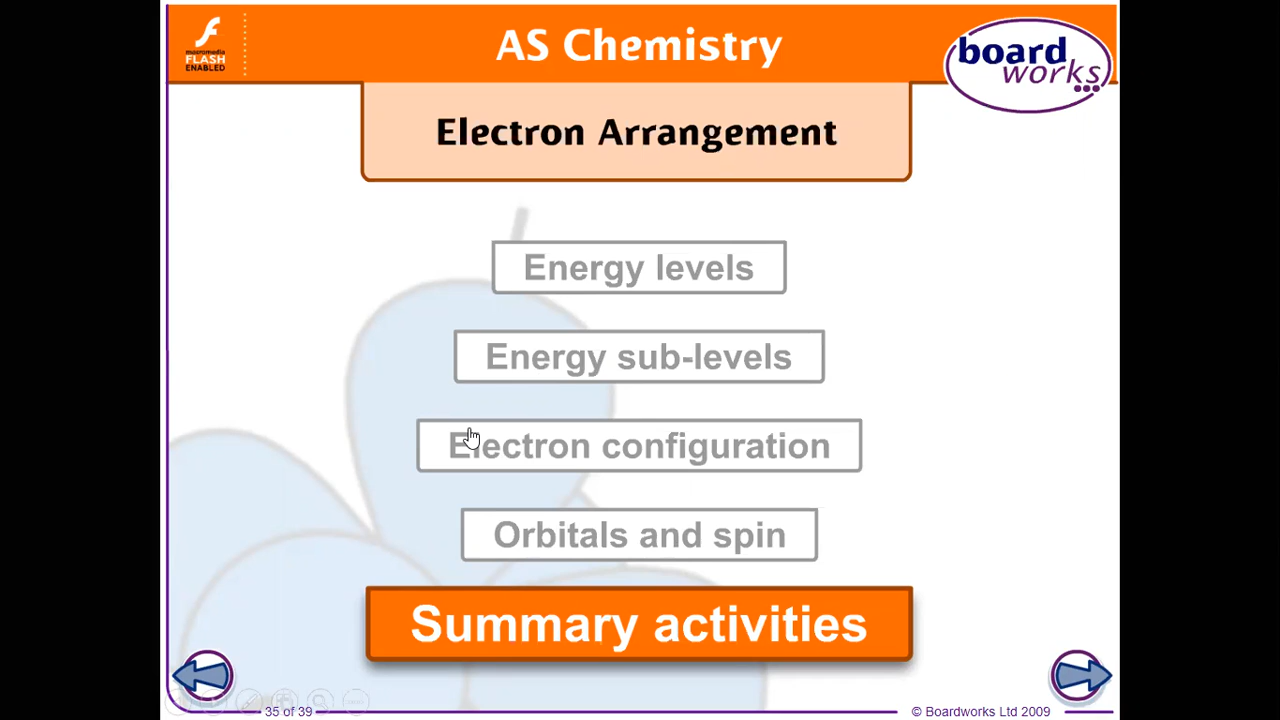 macromedia
FLASH
ENABLED
AS Chemistry
board
works
Electron Arrangement
Energy levels
Energy sub-levels
Electron configuration
Orbitals and spin
Summary activities
35 of 39
© Boardworks Ltd 2009